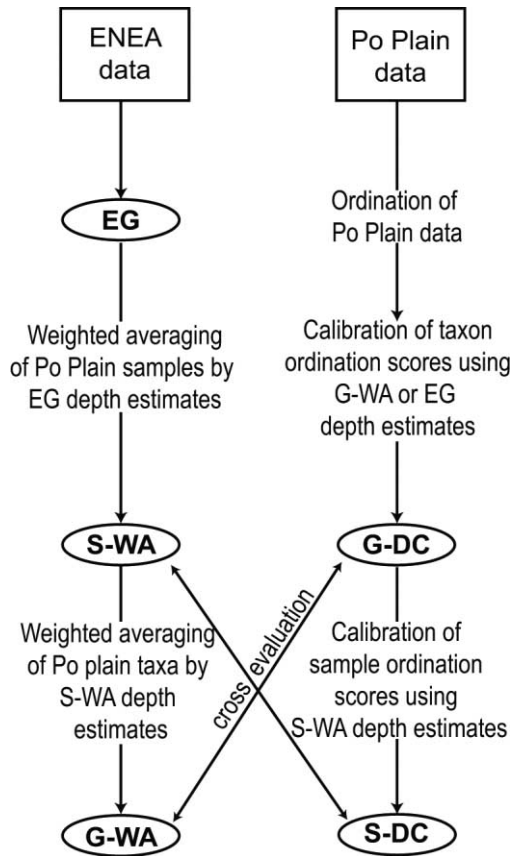 ENEA
data
EG
Weighted averaging
of Po Plain samples by
EG depth estimates
S-WA
Weighted averaging
of Po plain taxa by
S-WA depth
estimates
G-WA
Po Plain
data
Ordination of
Po Plain data
Calibration of taxon
ordination scores using
G-WA or EG
depth estimates
G-DC
Calibration of
sample ordination
scores using
S-WA depth estimates
S-DC
cross evaluation